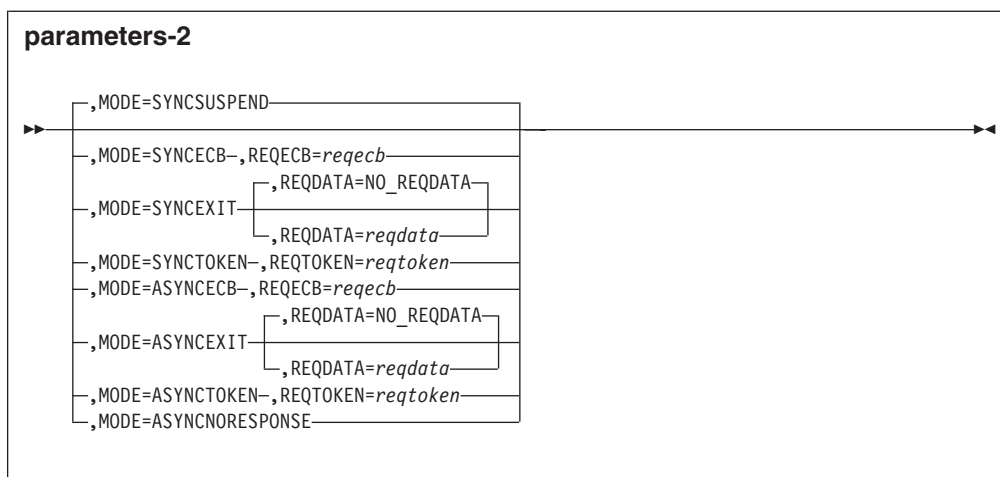 parameters-2
,MODE=SYNCSUSPEND
,MODE=SYNCECB ,REQECB=reqecb
,REQDATA=NO_REQDATA
,MODE=SYNCEXIT
,REQDATA=reqdata
,MODE=SYNCTOKEN ,REQTOKEN=reqtoken
,MODE=ASYNCECB ,REQECB=reqecb
,REQDATA=NO_REQDATA
,MODE=ASYNCEXIT
,REQDATA=reqdata
,MODE=ASYNCTOKEN ,REQTOKEN=reqtoken
,MODE=ASYNCNORESPONSE